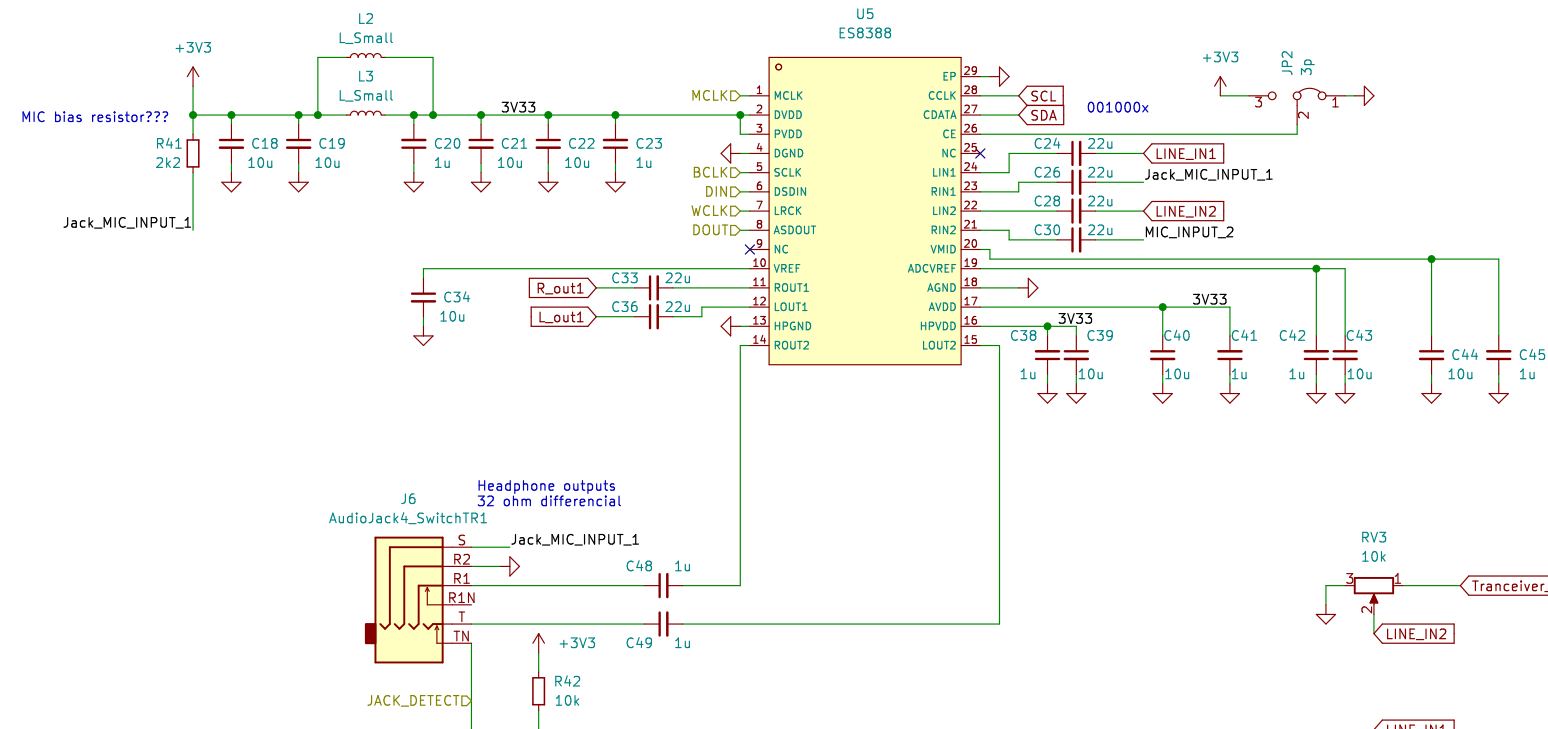 U5
ES8388
L2
L_Small
+3V3
L3
L_Small
MIC bias resistor???
R41
2k2
C18
10u
C19
10u
C20
1u
C21
10u
C22
10u
C23
1u
3V33
Jack_MIC_INPUT_1
MCLK
BCLK
DIN
WCLK
DOUT
1 MCLK
2 DVDD
3 PVDD
4 DGND
5 SCLK
6 DSDIN
7 LRCK
8 ASDOUT
9 NC
10 VREF
11 ROUT1
12 LOUT1
13 HPGND
14 ROUT2
EP 29
CCLK 28
CDATA 27
CE 26
NC 25
LIN1 24
RIN1 23
LIN2 22
RIN2 21
VMID 20
ADCVREF 19
AGND 18
AVDD 17
HPVDD 16
LOUT2 15
SCL
SDA
001000x
+3V3
JP2
3p
3
2
1
C24 22u
LINE_IN1
C26 22u
Jack_MIC_INPUT_1
C28 22u
LINE_IN2
C30 22u
MIC_INPUT_2
C34
10u
R_out1
C33 22u
L_out1
C36 22u
3V33
3V33
C38
1u
C39
10u
C40
10u
C41
1u
C42
1u
C43
10u
C44
10u
C45
1u
Headphone outputs
32 ohm differencial
J6
AudioJack4_SwitchTR1
S
R2
R1
R1N
T
TN
Jack_MIC_INPUT_1
C48 1u
C49 1u
+3V3
R42
10k
JACK_DETECT
RV3
10k
3
1
2
Tranceiver_
LINE_IN2
LINE_IN1